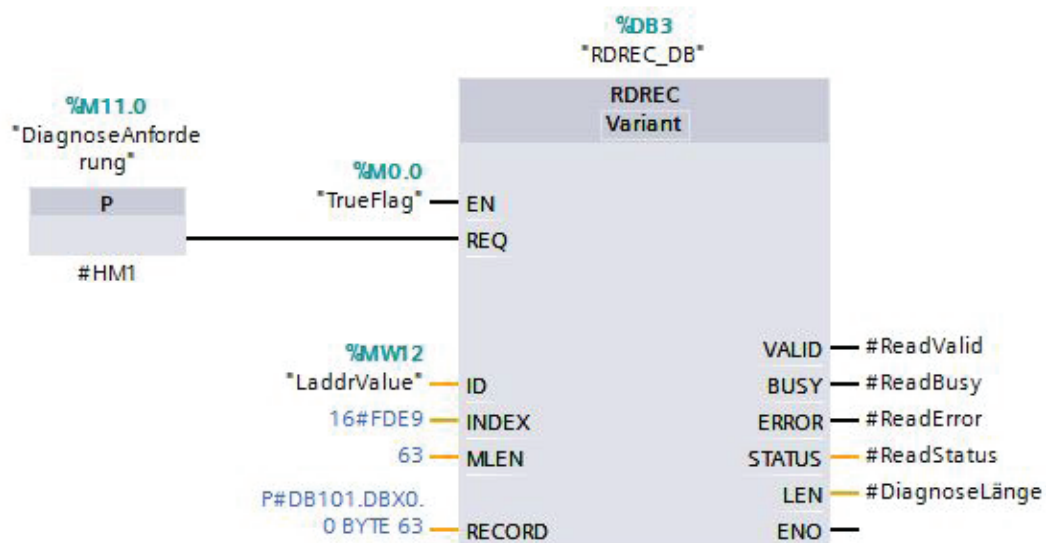 %DB3
"RDREC_DB"
RDREC
Variant
%M11.0
"DiagnoseAnforde
rung"
P
#HM1
%M0.0
"TrueFlag"
EN
REQ
%MW12
"LaddrValue"
ID
16#FDE9
INDEX
63
MLEN
P#DB101.DBX0.
0 BYTE 63
RECORD
VALID
#ReadValid
BUSY
#ReadBusy
ERROR
#ReadError
STATUS
#ReadStatus
LEN
#DiagnoseLänge
ENO